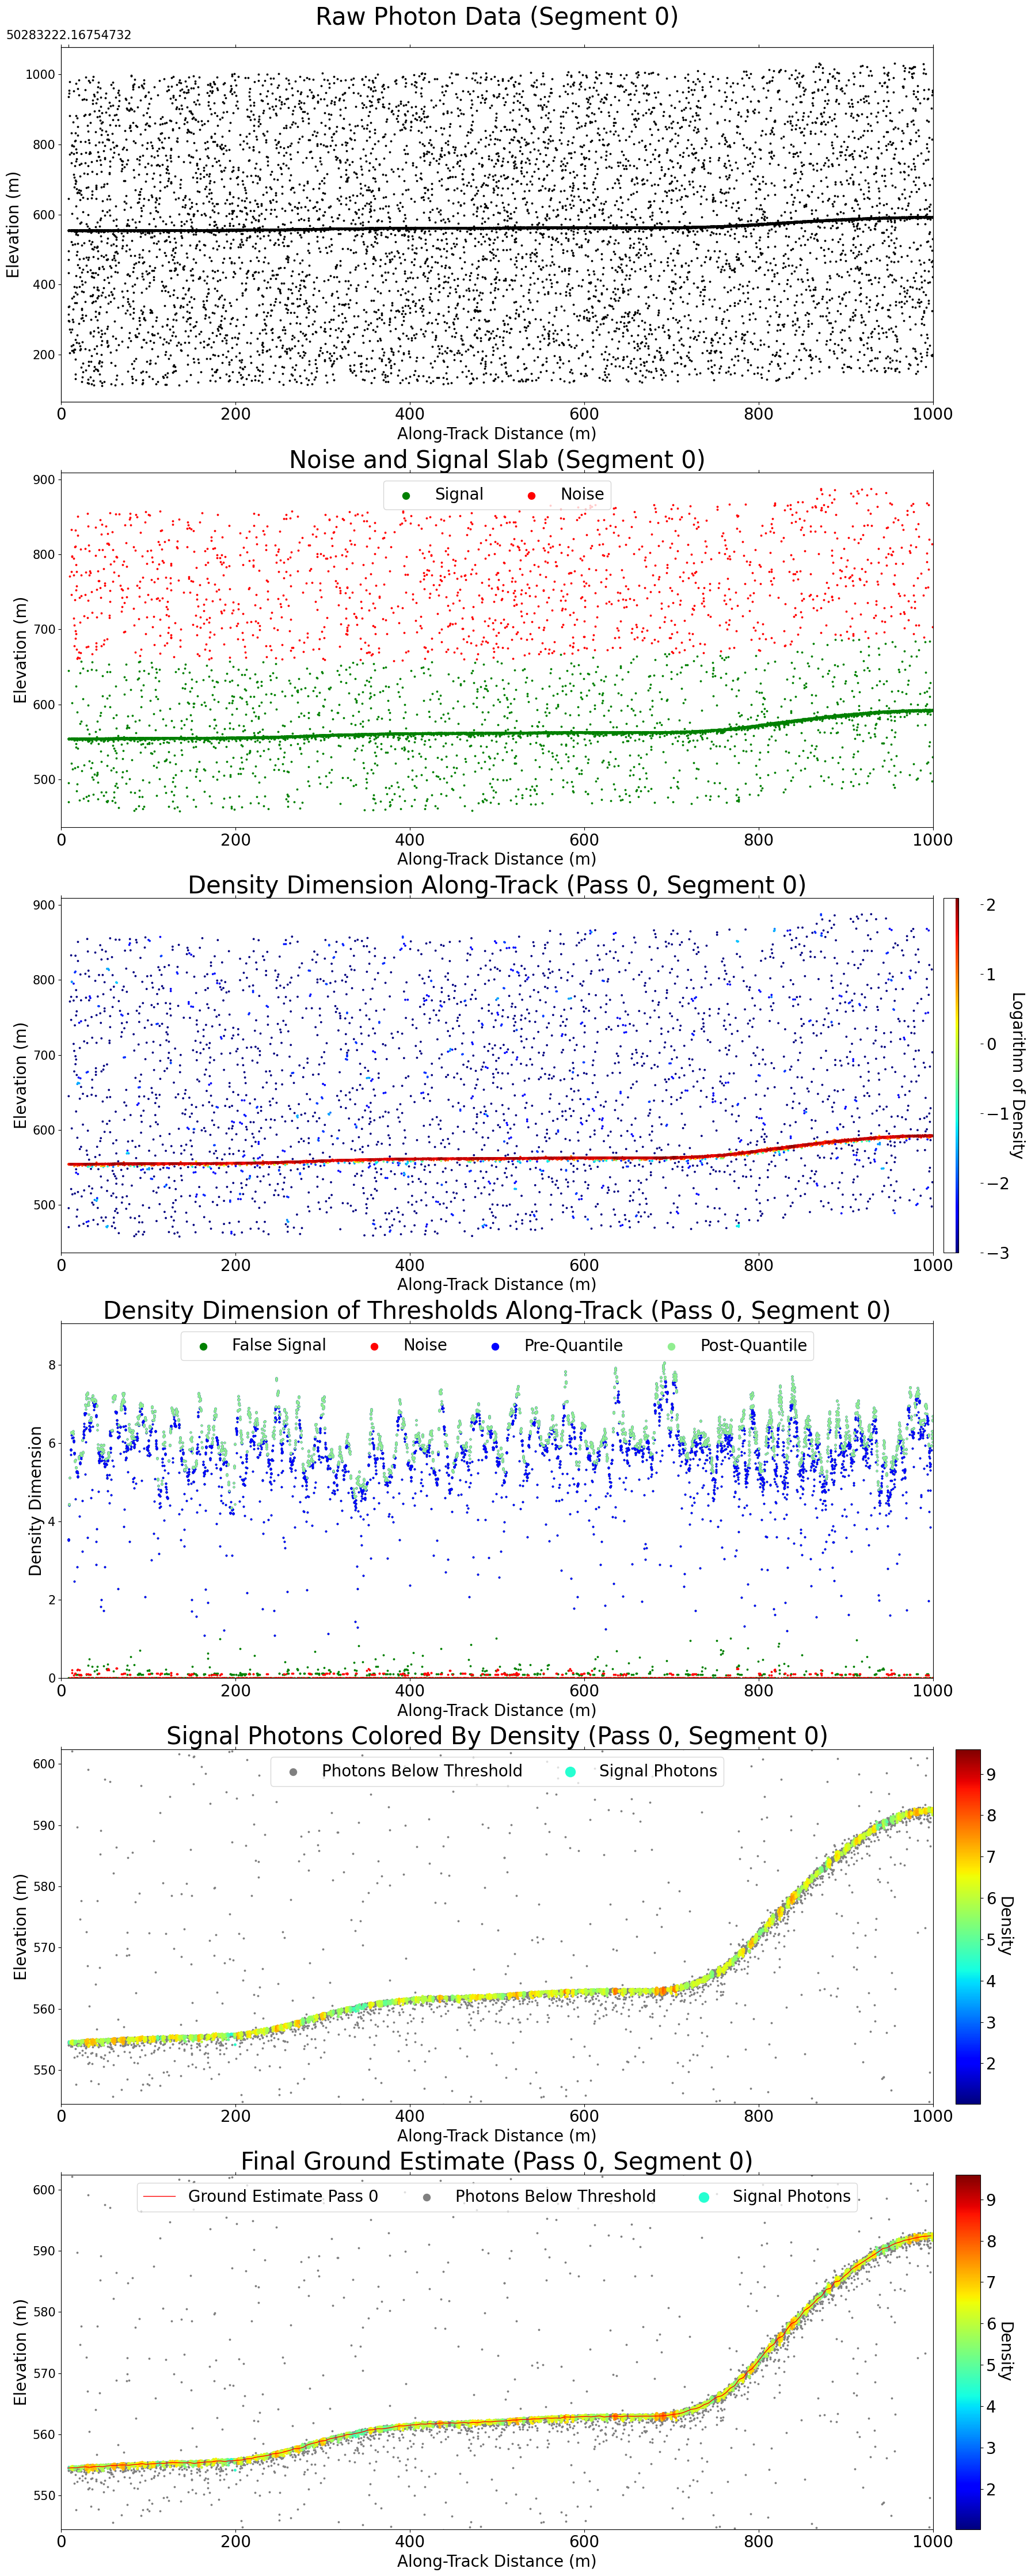 Raw Photon Data (Segment 0)
50283222.16754732
1000
800
600
400
200
Elevation (m)
0 200 400 600 800 1000
Along-Track Distance (m)
Noise and Signal Slab (Segment 0)
Signal Noise
900
800
700
600
500
Elevation (m)
0 200 400 600 800 1000
Along-Track Distance (m)
Density Dimension Along-Track (Pass 0, Segment 0)
900
800
700
600
500
Elevation (m)
0 200 400 600 800 1000
Along-Track Distance (m)
2
1
0
−1
−2
−3
Logarithm of Density
Density Dimension of Thresholds Along-Track (Pass 0, Segment 0)
False Signal Noise Pre-Quantile Post-Quantile
8
6
4
2
0
Density Dimension
0 200 400 600 800 1000
Along-Track Distance (m)
Signal Photons Colored By Density (Pass 0, Segment 0)
Photons Below Threshold Signal Photons
600
590
580
570
560
550
Elevation (m)
0 200 400 600 800 1000
Along-Track Distance (m)
9
8
7
6
5
4
3
2
Density
Final Ground Estimate (Pass 0, Segment 0)
Ground Estimate Pass 0 Photons Below Threshold Signal Photons
600
590
580
570
560
550
Elevation (m)
0 200 400 600 800 1000
Along-Track Distance (m)
9
8
7
6
5
4
3
2
Density